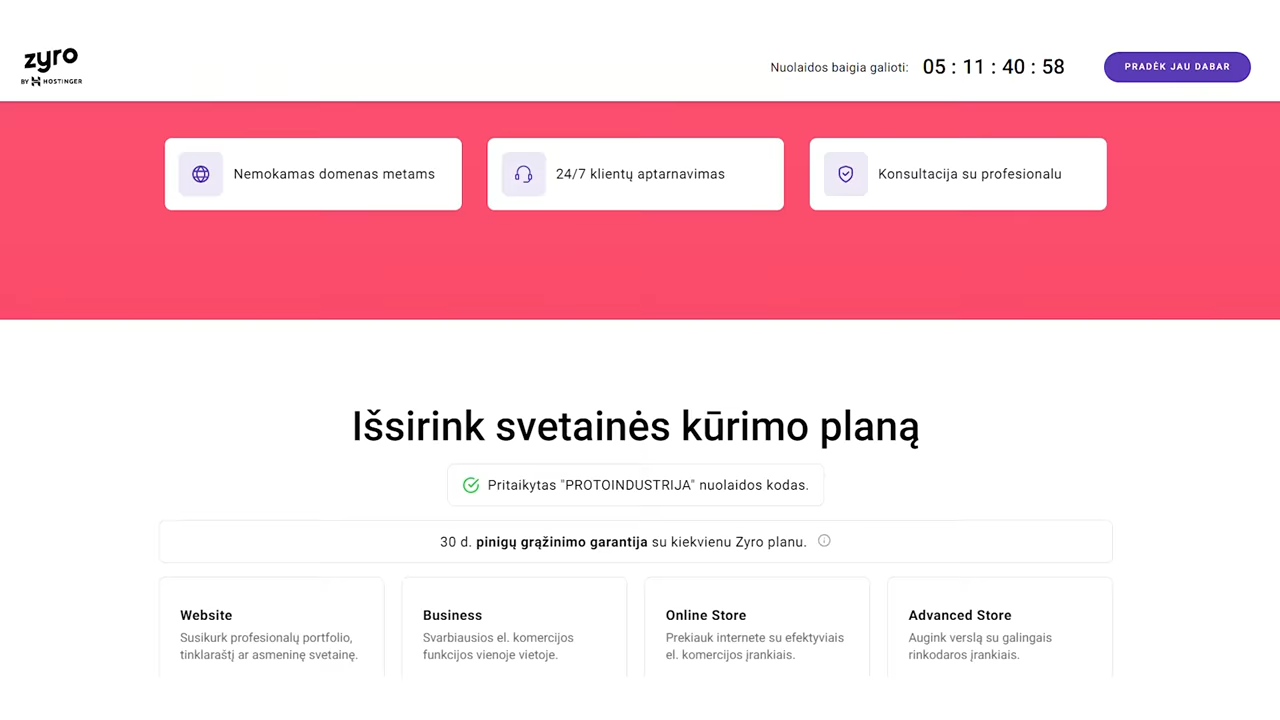 zyro
BY HOSTINGER
Nuolaidos baigia galioti: 05 : 11 : 40 : 58
PRADĖK JAU DABAR
Nemokamas domenas metams
24/7 klientų aptarnavimas
Konsultacija su profesionalu
Išsirink svetainės kūrimo planą
Pritaikytas "PROTOINDUSTRIJA" nuolaidos kodas.
30 d. pinigų grąžinimo garantija su kiekvienu Zyro planu.
Website
Susikurk profesionalų portfolio,
tinklaraštį ar asmeninę svetainę.
Business
Svarbiausios el. komercijos
funkcijos vienoje vietoje.
Online Store
Prekiauk internete su efektyviais
el. komercijos įrankiais.
Advanced Store
Augink verslą su galingais
rinkodaros įrankiais.